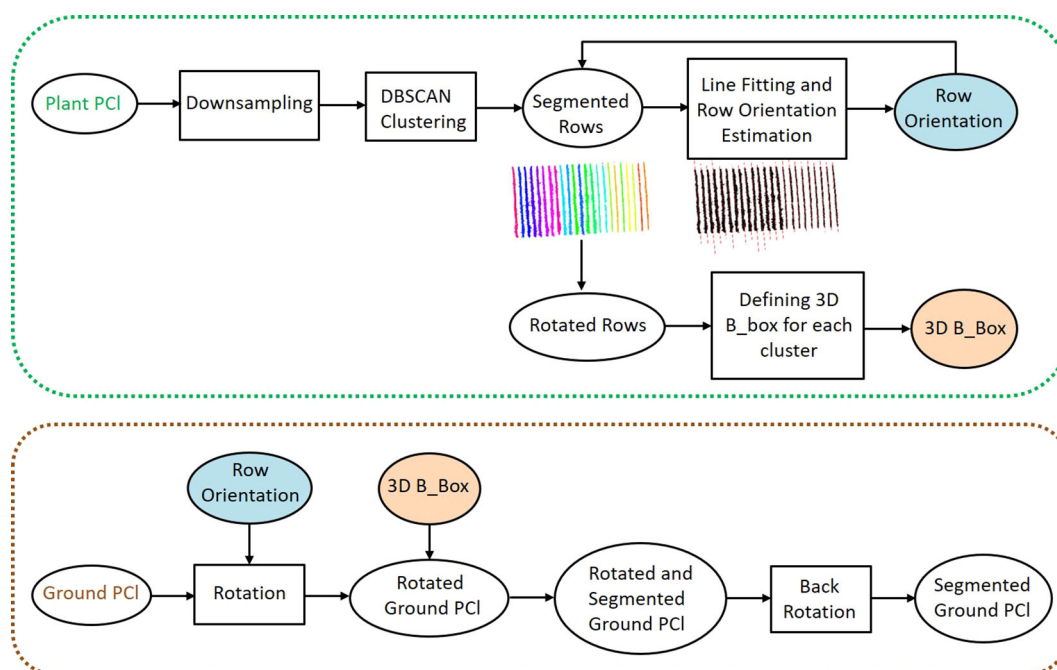 Plant PCl
Downsampling
DBSCAN
Clustering
Segmented
Rows
Line Fitting and
Row Orientation
Estimation
Row
Orientation
Rotated Rows
Defining 3D
B_box for each
cluster
3D B_Box
Row
Orientation
3D B_Box
Ground PCl
Rotation
Rotated
Ground PCl
Rotated and
Segmented
Ground PCl
Back
Rotation
Segmented
Ground PCl